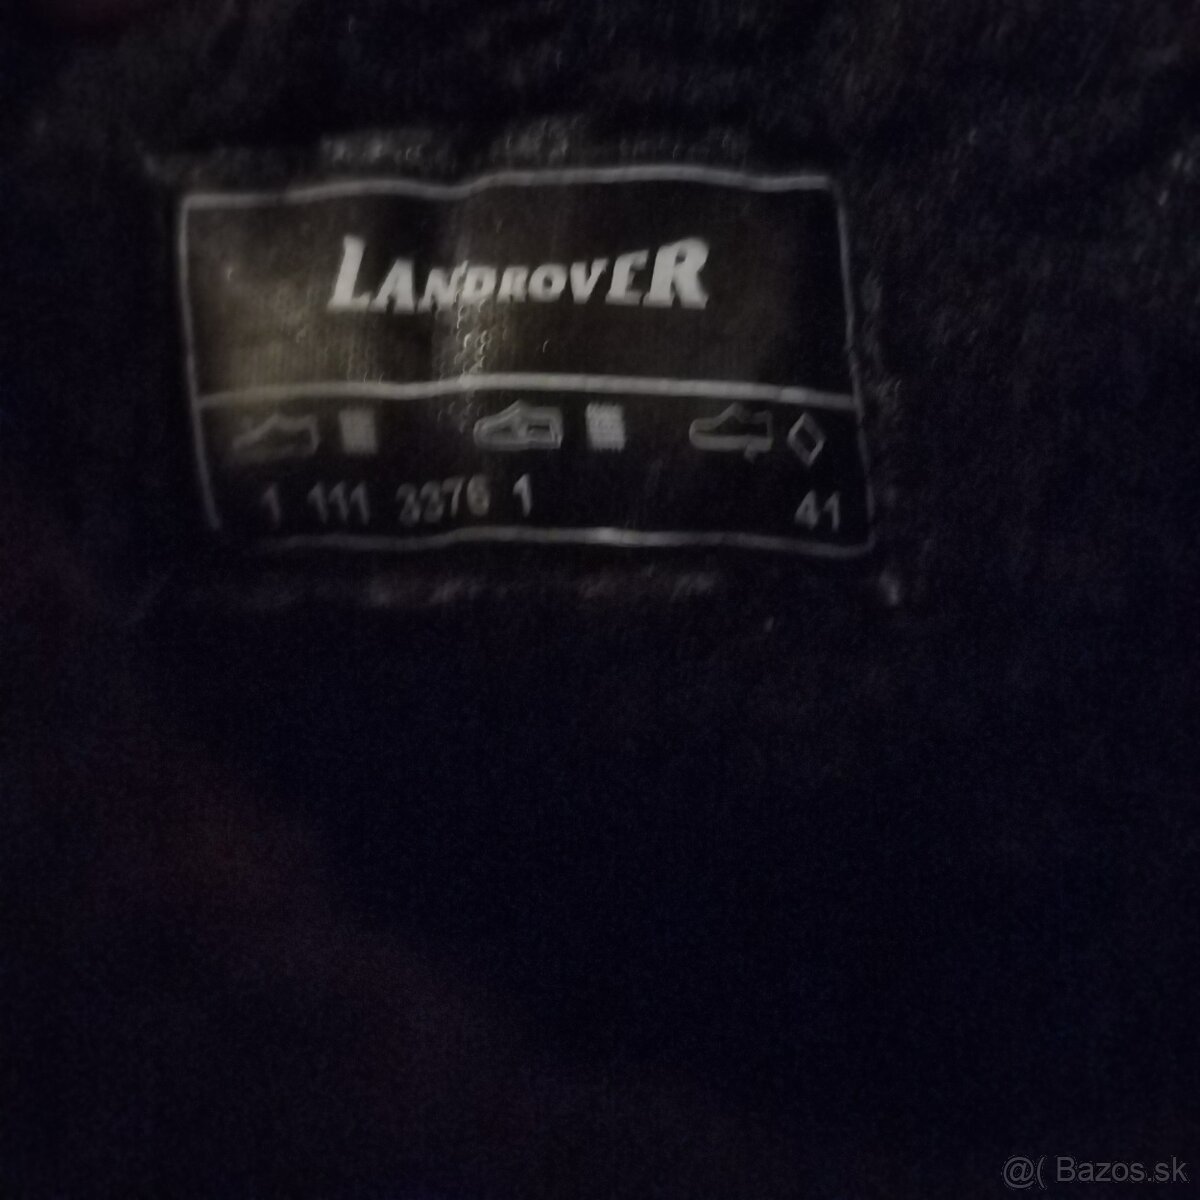 LANDROVER
1 111 3376 1 41
@( Bazos.sk